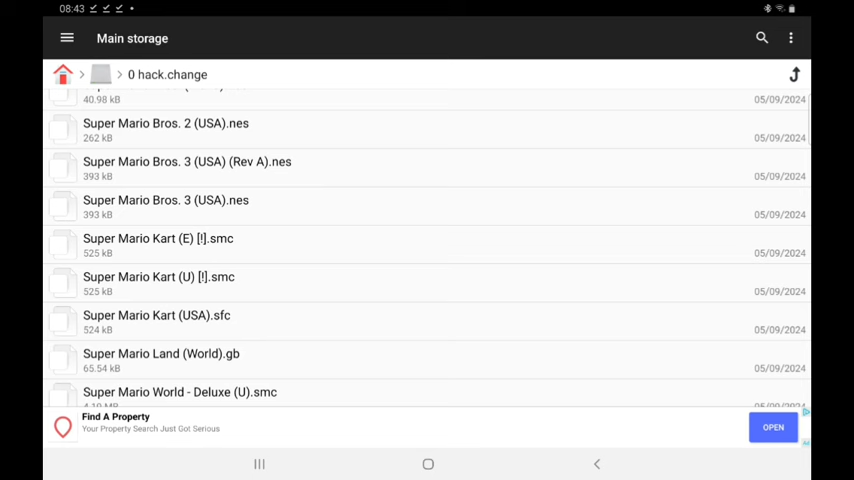 08:43
Main storage
0 hack.change
40.98 kB
05/09/2024
Super Mario Bros. 2 (USA).nes
262 kB
05/09/2024
Super Mario Bros. 3 (USA) (Rev A).nes
393 kB
05/09/2024
Super Mario Bros. 3 (USA).nes
393 kB
05/09/2024
Super Mario Kart (E) [!].smc
525 kB
05/09/2024
Super Mario Kart (U) [!].smc
525 kB
05/09/2024
Super Mario Kart (USA).sfc
524 kB
05/09/2024
Super Mario Land (World).gb
65.54 kB
05/09/2024
Super Mario World - Deluxe (U).smc
05/09/2024
Find A Property
Your Property Search Just Got Serious
OPEN
Ad